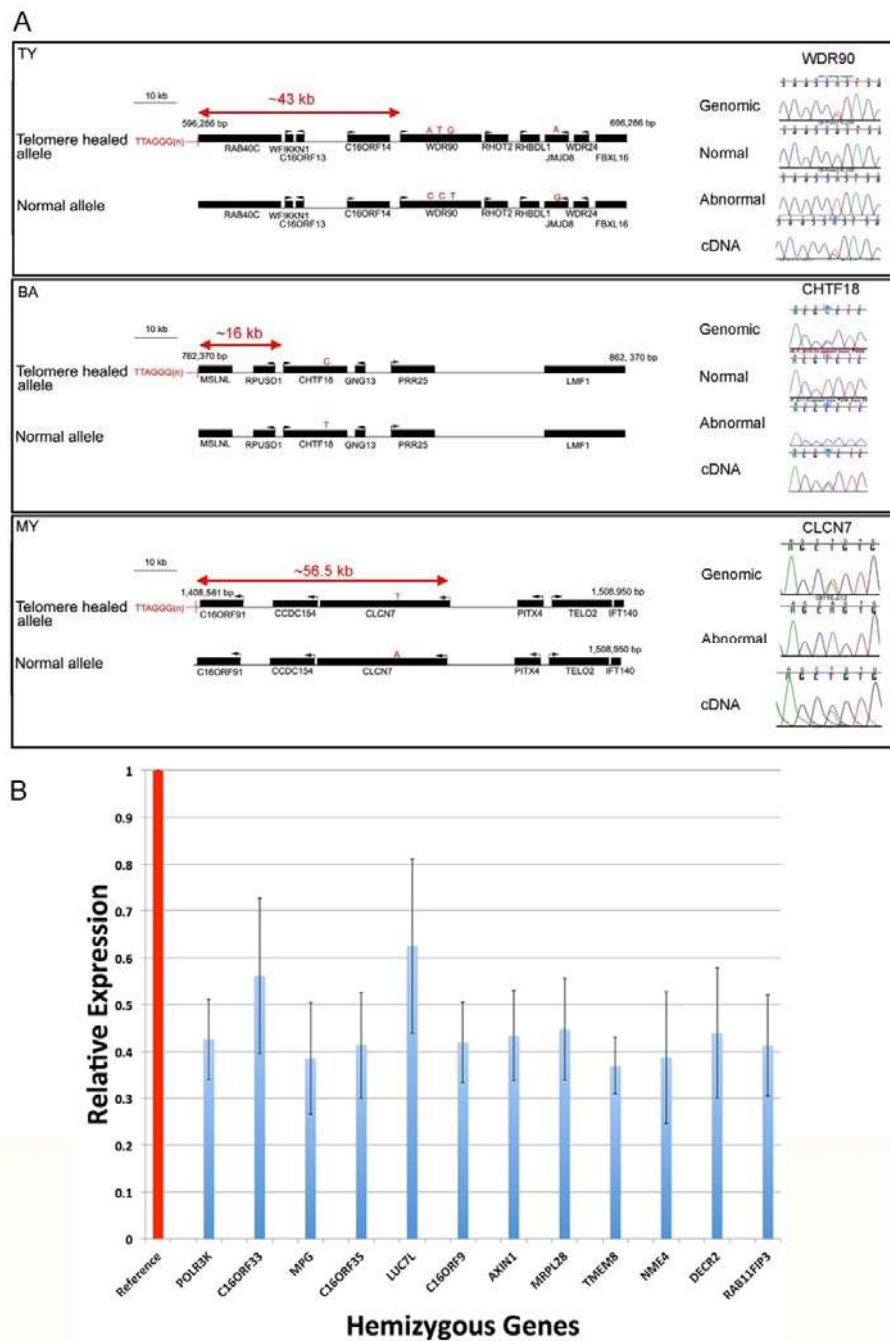 A
TY
WDR90
10 kb
~43 kb
596,286 bp
696,286 bp
Genomic
A T G
A
Telomere healed
allele
TTAGGG(n)
RAB40C
WFIKKN1
C16ORF13
C16ORF14
WDR90
RHOT2
RHBDL1
JMJD8
WDR24
FBXL16
Normal
C C T
G
Normal allele
RAB40C
WFIKKN1
C16ORF13
C16ORF14
WDR90
RHOT2
RHBDL1
JMJD8
WDR24
FBXL16
Abnormal
cDNA
BA
CHTF18
10 kb
~16 kb
762,370 bp
862, 370 bp
Genomic
C
Telomere healed
allele
TTAGGG(n)
MSLNL
RPUSD1
CHTF18
GNG13
PRR25
LMF1
Normal
T
Normal allele
MSLNL
RPUSD1
CHTF18
GNG13
PRR25
LMF1
Abnormal
cDNA
MY
CLCN7
10 kb
~56.5 kb
1,408,561 bp
1,508,950 bp
A G C T G T G
Genomic
T
Telomere healed
allele
TTAGGG(n)
C16ORF91
CCDC154
CLCN7
PITX4
TELO2
IFT140
A G C A G T G
Abnormal
1,508,950 bp
A
Normal allele
C16ORF91
CCDC154
CLCN7
PITX4
TELO2
IFT140
A G C T G T G
cDNA
B
Relative Expression
1
0.9
0.8
0.7
0.6
0.5
0.4
0.3
0.2
0.1
0
Reference
POLR3K
C16ORF33
MPG
C16ORF35
LUC7L
C16ORF9
AXIN1
MRPL28
TMEM8
NME4
DECR2
RAB11FIP3
Hemizygous Genes